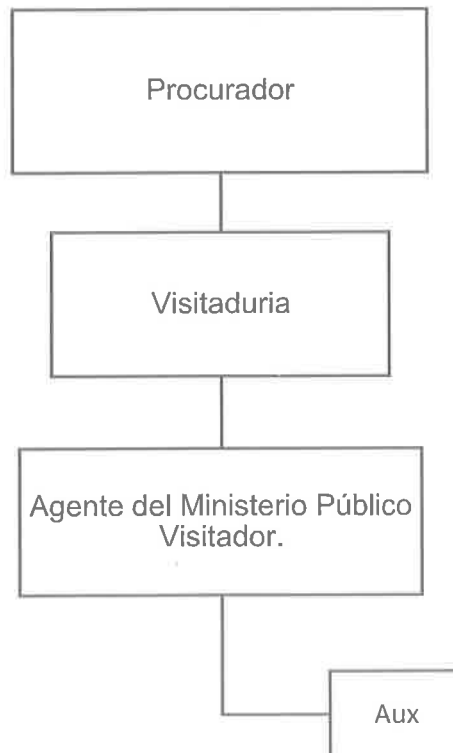 Procurador
Visitaduria
Agente del Ministerio Público
Visitador.
Aux